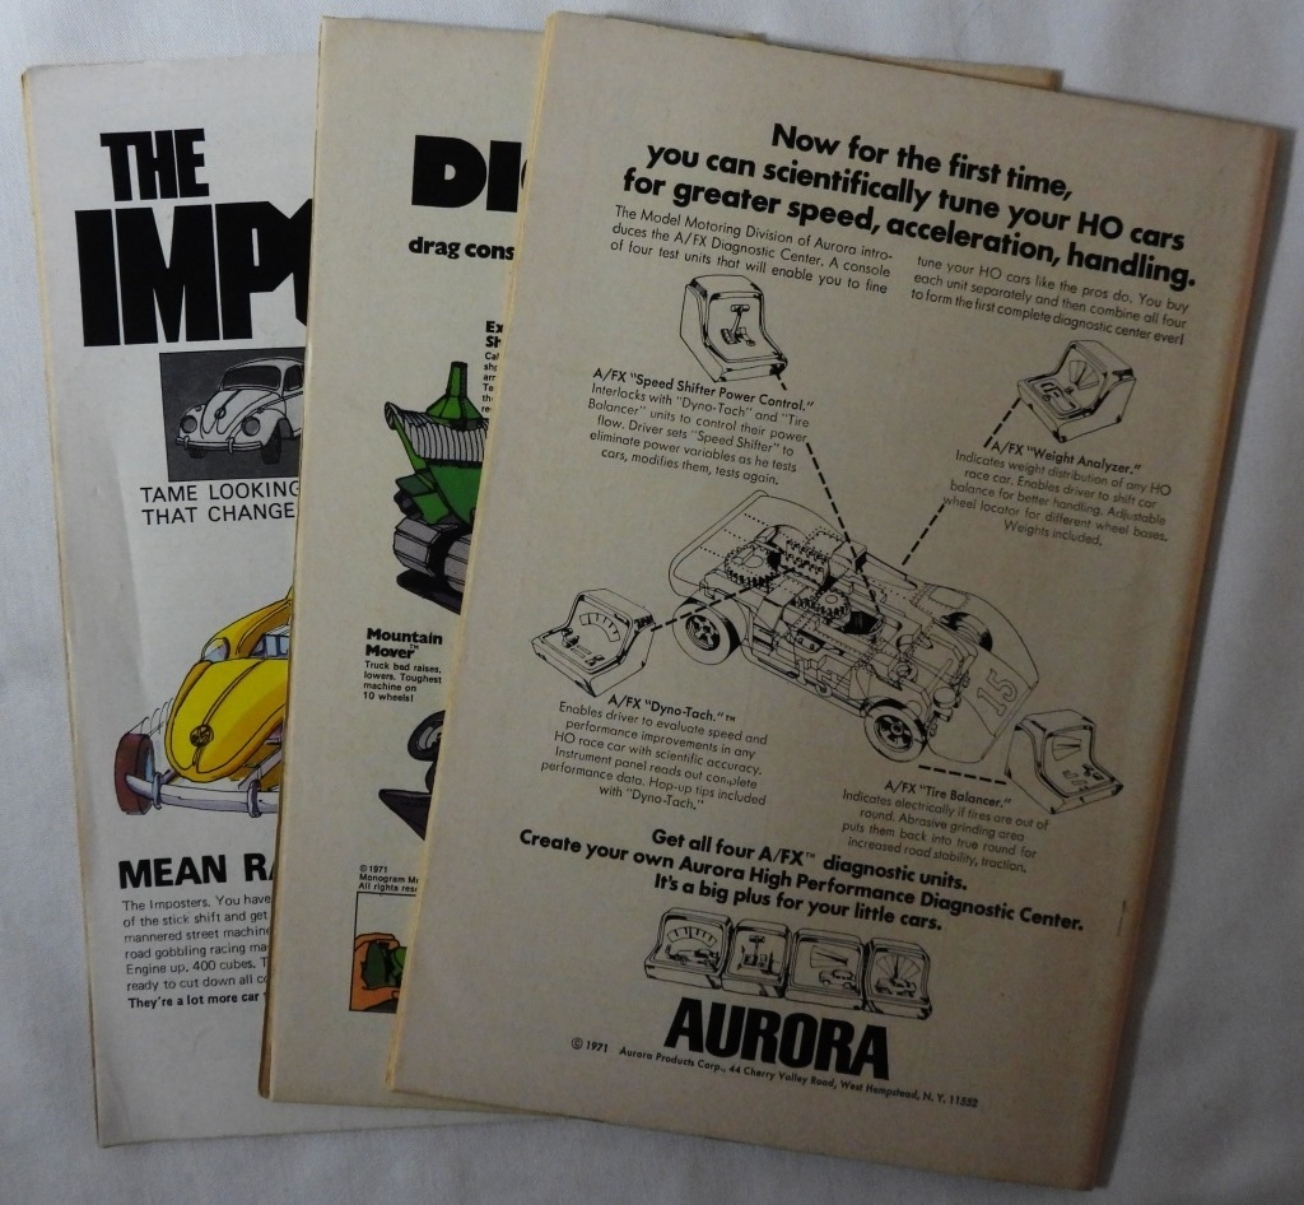 THE
IMPO
TAME LOOKING
THAT CHANGE
MEAN RA
The Imposters. You have
of the stick shift and get
mannered street machine
road gobbling racing ma
Engine up. 400 cubes. T
ready to cut down all co
They're a lot more car
DIG
drag cons
Ex
Sh
Cal
sho
arr
Te
the
re
Mountain
Mover™
Truck bed raises,
lowers. Toughest
machine on
10 wheels!
© 1971
Monogram Mo
All rights rese
Now for the first time,
you can scientifically tune your HO cars
for greater speed, acceleration, handling.
The Model Motoring Division of Aurora intro-
duces the A/FX Diagnostic Center. A console
of four test units that will enable you to fine
tune your HO cars like the pros do. You buy
each unit separately and then combine all four
to form the first complete diagnostic center ever!
A/FX "Speed Shifter Power Control."
Interlocks with "Dyno-Tach" and "Tire
Balancer" units to control their power
flow. Driver sets "Speed Shifter" to
eliminate power variables as he tests
cars, modifies them, tests again.
A/FX "Weight Analyzer."
Indicates weight distribution of any HO
race car. Enables driver to shift car
balance for better handling. Adjustable
wheel locator for different wheel bases.
Weights included.
15
A/FX "Dyno-Tach."™
Enables driver to evaluate speed and
performance improvements in any
HO race car with scientific accuracy.
Instrument panel reads out complete
performance data. Hop-up tips included
with "Dyno-Tach."
A/FX "Tire Balancer."
Indicates electrically if tires are out of
round. Abrasive grinding area
puts them back into true round for
increased road stability, traction.
Get all four A/FX™ diagnostic units.
Create your own Aurora High Performance Diagnostic Center.
It's a big plus for your little cars.
AURORA
© 1971 Aurora Products Corp., 44 Cherry Valley Road, West Hempstead, N. Y. 11552